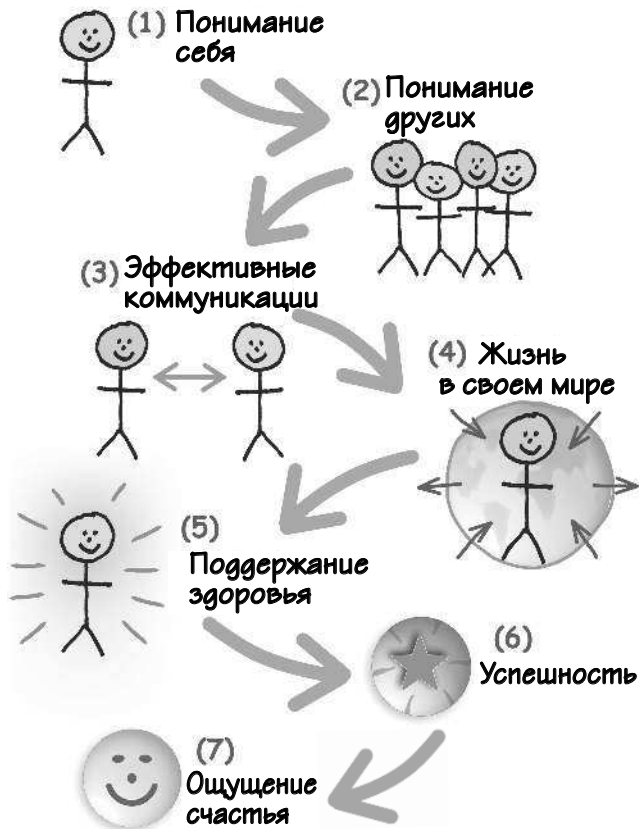 (1) Понимание
себя
(2) Понимание
других
(3) Эффективные
коммуникации
(4) Жизнь
в своем мире
(5)
Поддержание
здоровья
(6)
Успешность
(7)
Ощущение
счастья